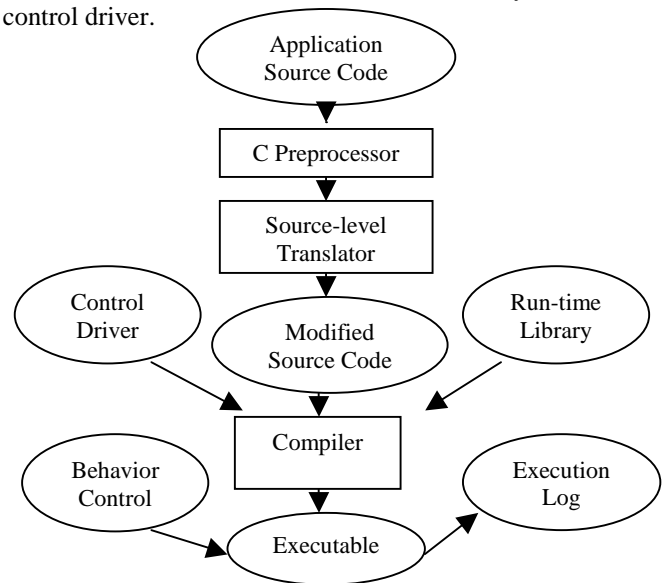 control driver.
Application
Source Code
C Preprocessor
Source-level
Translator
Control
Driver
Modified
Source Code
Run-time
Library
Compiler
Behavior
Control
Execution
Log
Executable